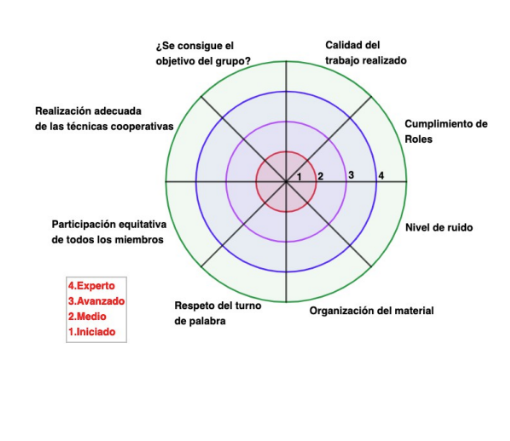 ¿Se consigue el
objetivo del grupo?
Calidad del
trabajo realizado
Realización adecuada
de las técnicas cooperativas
Cumplimiento de
Roles
1 2 3 4
Participación equitativa
de todos los miembros
Nivel de ruido
4.Experto
3.Avanzado
2.Medio
1.Iniciado
Respeto del turno
de palabra
Organización del material